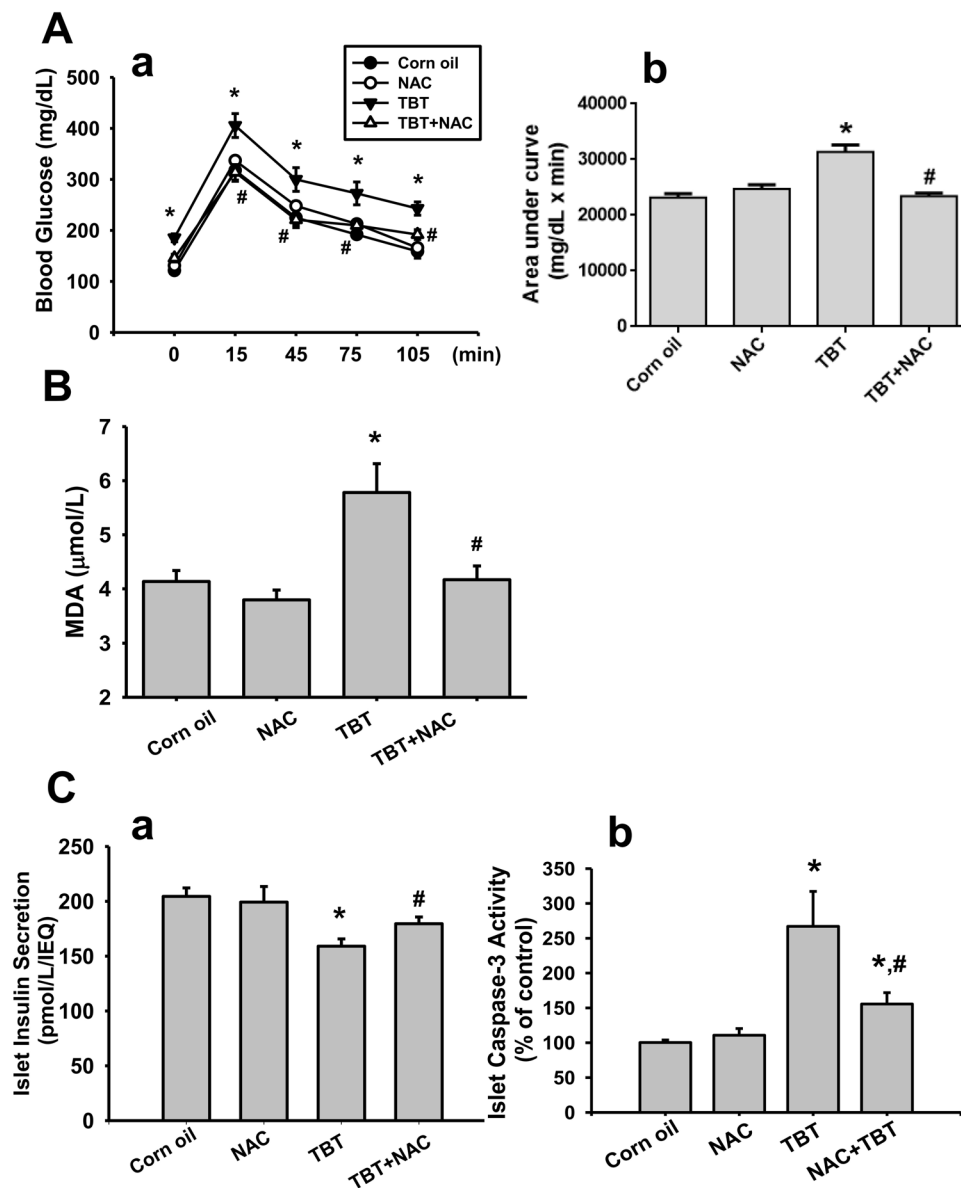 A
a
Corn oil
NAC
TBT
TBT+NAC
Blood Glucose (mg/dL)
500
400
300
200
100
0
* * * * *
# # # #
0 15 45 75 105 (min)
b
Area under curve
(mg/dL x min)
40000
30000
20000
10000
0
*
#
Corn oil NAC TBT TBT+NAC
B
MDA (μmol/L)
7
6
5
4
3
2
*
#
Corn oil NAC TBT TBT+NAC
C
a
Islet Insulin Secretion
(pmol/L/IEQ)
250
200
150
100
50
0
*
#
Corn oil NAC TBT TBT+NAC
b
Islet Caspase-3 Activity
(% of control)
350
300
250
200
150
100
50
0
*
*,#
Corn oil NAC TBT NAC+TBT